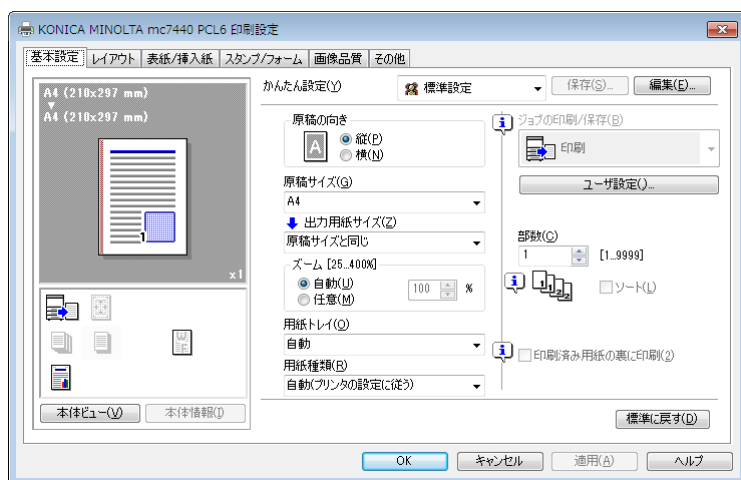 KONICA MINOLTA mc7440 PCL6 印刷設定
基本設定 レイアウト 表紙/挿入紙 スタンプ/フォーム 画像品質 その他
A4 (210x297 mm)
A4 (210x297 mm)
1
x1
本体ビュー(V) 本体情報(I)
かんたん設定(Y) 標準設定 保存(S)... 編集(E)...
原稿の向き
A
縦(P)
横(N)
原稿サイズ(G)
A4
出力用紙サイズ(Z)
原稿サイズと同じ
ズーム [25...400%]
自動(U)
任意(M)
100 %
用紙トレイ(O)
自動
用紙種類(R)
自動(プリンタの設定に従う)
ジョブの印刷/保存(B)
印刷
ユーザ設定()...
部数(C)
1 [1...9999]
1 1 2 2
ソート(L)
印刷済み用紙の裏に印刷(2)
標準に戻す(D)
OK キャンセル 適用(A) ヘルプ